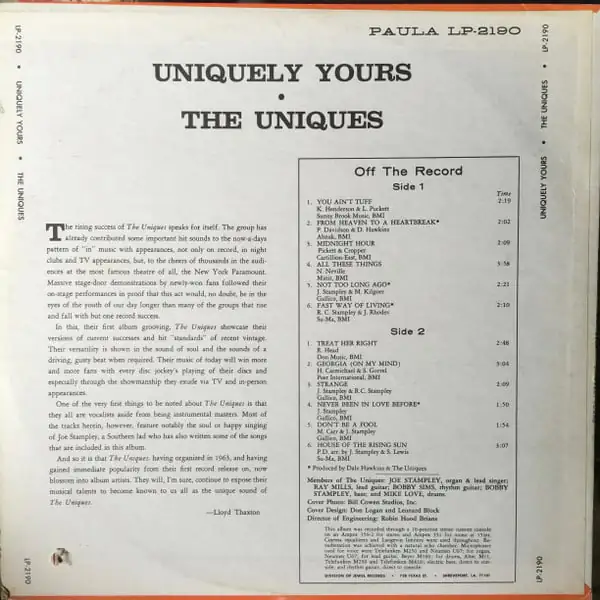 PAULA LP-2190
UNIQUELY YOURS
•
THE UNIQUES
LP-2190 • UNIQUELY YOURS • THE UNIQUES
LP-2190 •
UNIQUELY YOURS • THE UNIQUES • LP-2190
LP-2190
LP-2190
The rising success of The Uniques speaks for itself. The group has
already contributed some important hit sounds to the now-a-days
pattern of "in" music with appearances, not only on record, in night
clubs and TV appearances, but, to the cheers of thousands in the audi-
ences at the most famous theatre of all, the New York Paramount.
Massive stage-door demonstrations by newly-won fans followed their
on-stage performances in proof that this act would, no doubt, be in the
eyes of the youth of our day longer than many of the groups that rise
and fall with but one record success.
In this, their first album grooving, The Uniques showcase their
versions of current successes and hit "standards" of recent vintage.
Their versatility is shown in the sound of soul and the sounds of a
driving, gusty beat when required. Their music of today will win more
and more fans with every disc jockey's playing of their discs and
especially through the showmanship they exude via TV and in-person
appearances.
One of the very first things to be noted about The Uniques is that
they all are vocalists aside from being instrumental masters. Most of
the tracks herein, however, feature notably the soul or happy singing
of Joe Stampley, a Southern lad who has also written some of the songs
that are included in this album.
And so it is that The Uniques, having organized in 1963, and having
gained immediate popularity from their first record release on, now
blossom into album artists. They will, I'm sure, continue to expose their
musical talents to become known to us all as the unique sound of
The Uniques.
—Lloyd Thaxton
Off The Record
Side 1
Time
1. YOU AIN'T TUFF 2:19
K. Henderson & L. Puckett
Sunny Brook Music, BMI
2. FROM HEAVEN TO A HEARTBREAK* 2:02
P. Davidson & D. Hawkins
Abnak, BMI
3. MIDNIGHT HOUR 2:09
Pickett & Cropper
Cotillion-East, BMI
4. ALL THESE THINGS
N. Neville
Minit, BMI
5. NOT TOO LONG AGO* 2:21
J. Stampley & M. Kilgore
Gallico, BMI
6. FAST WAY OF LIVING* 2:10
R. C. Stampley & J. Rhodes
Su-Ma, BMI
Side 2
1. TREAT HER RIGHT 2:48
R. Head
Don Music, BMI
2. GEORGIA (ON MY MIND) 3:04
H. Carmichael & S. Gorrel
Peer International, BMI
3. STRANGE 2:09
J. Stampley & R.C. Stampley
Gallico, BMI
4. NEVER BEEN IN LOVE BEFORE* 1:50
J. Stampley
Gallico, BMI
5. DON'T BE A FOOL 1:54
M. Carr & J. Stampley
Gallico, BMI
6. HOUSE OF THE RISING SUN 3:07
P.D. arr. by J. Stampley & S. Lewis
Su-Ma, BMI
* Produced by Dale Hawkins & The Uniques
Members of The Uniques: JOE STAMPLEY, organ & lead singer;
RAY MILLS, lead guitar; BOBBY SIMS, rhythm guitar; BOBBY
STAMPLEY, bass; and MIKE LOVE, drums.
Cover Photo: Bill Cowen Studios, Inc.
Cover Design: Don Logan and Leonard Block
Director of Engineering: Robin Hood Brians
This album was recorded through a
DIVISION OF JEWEL RECORDS • SHREVEPORT, LA.